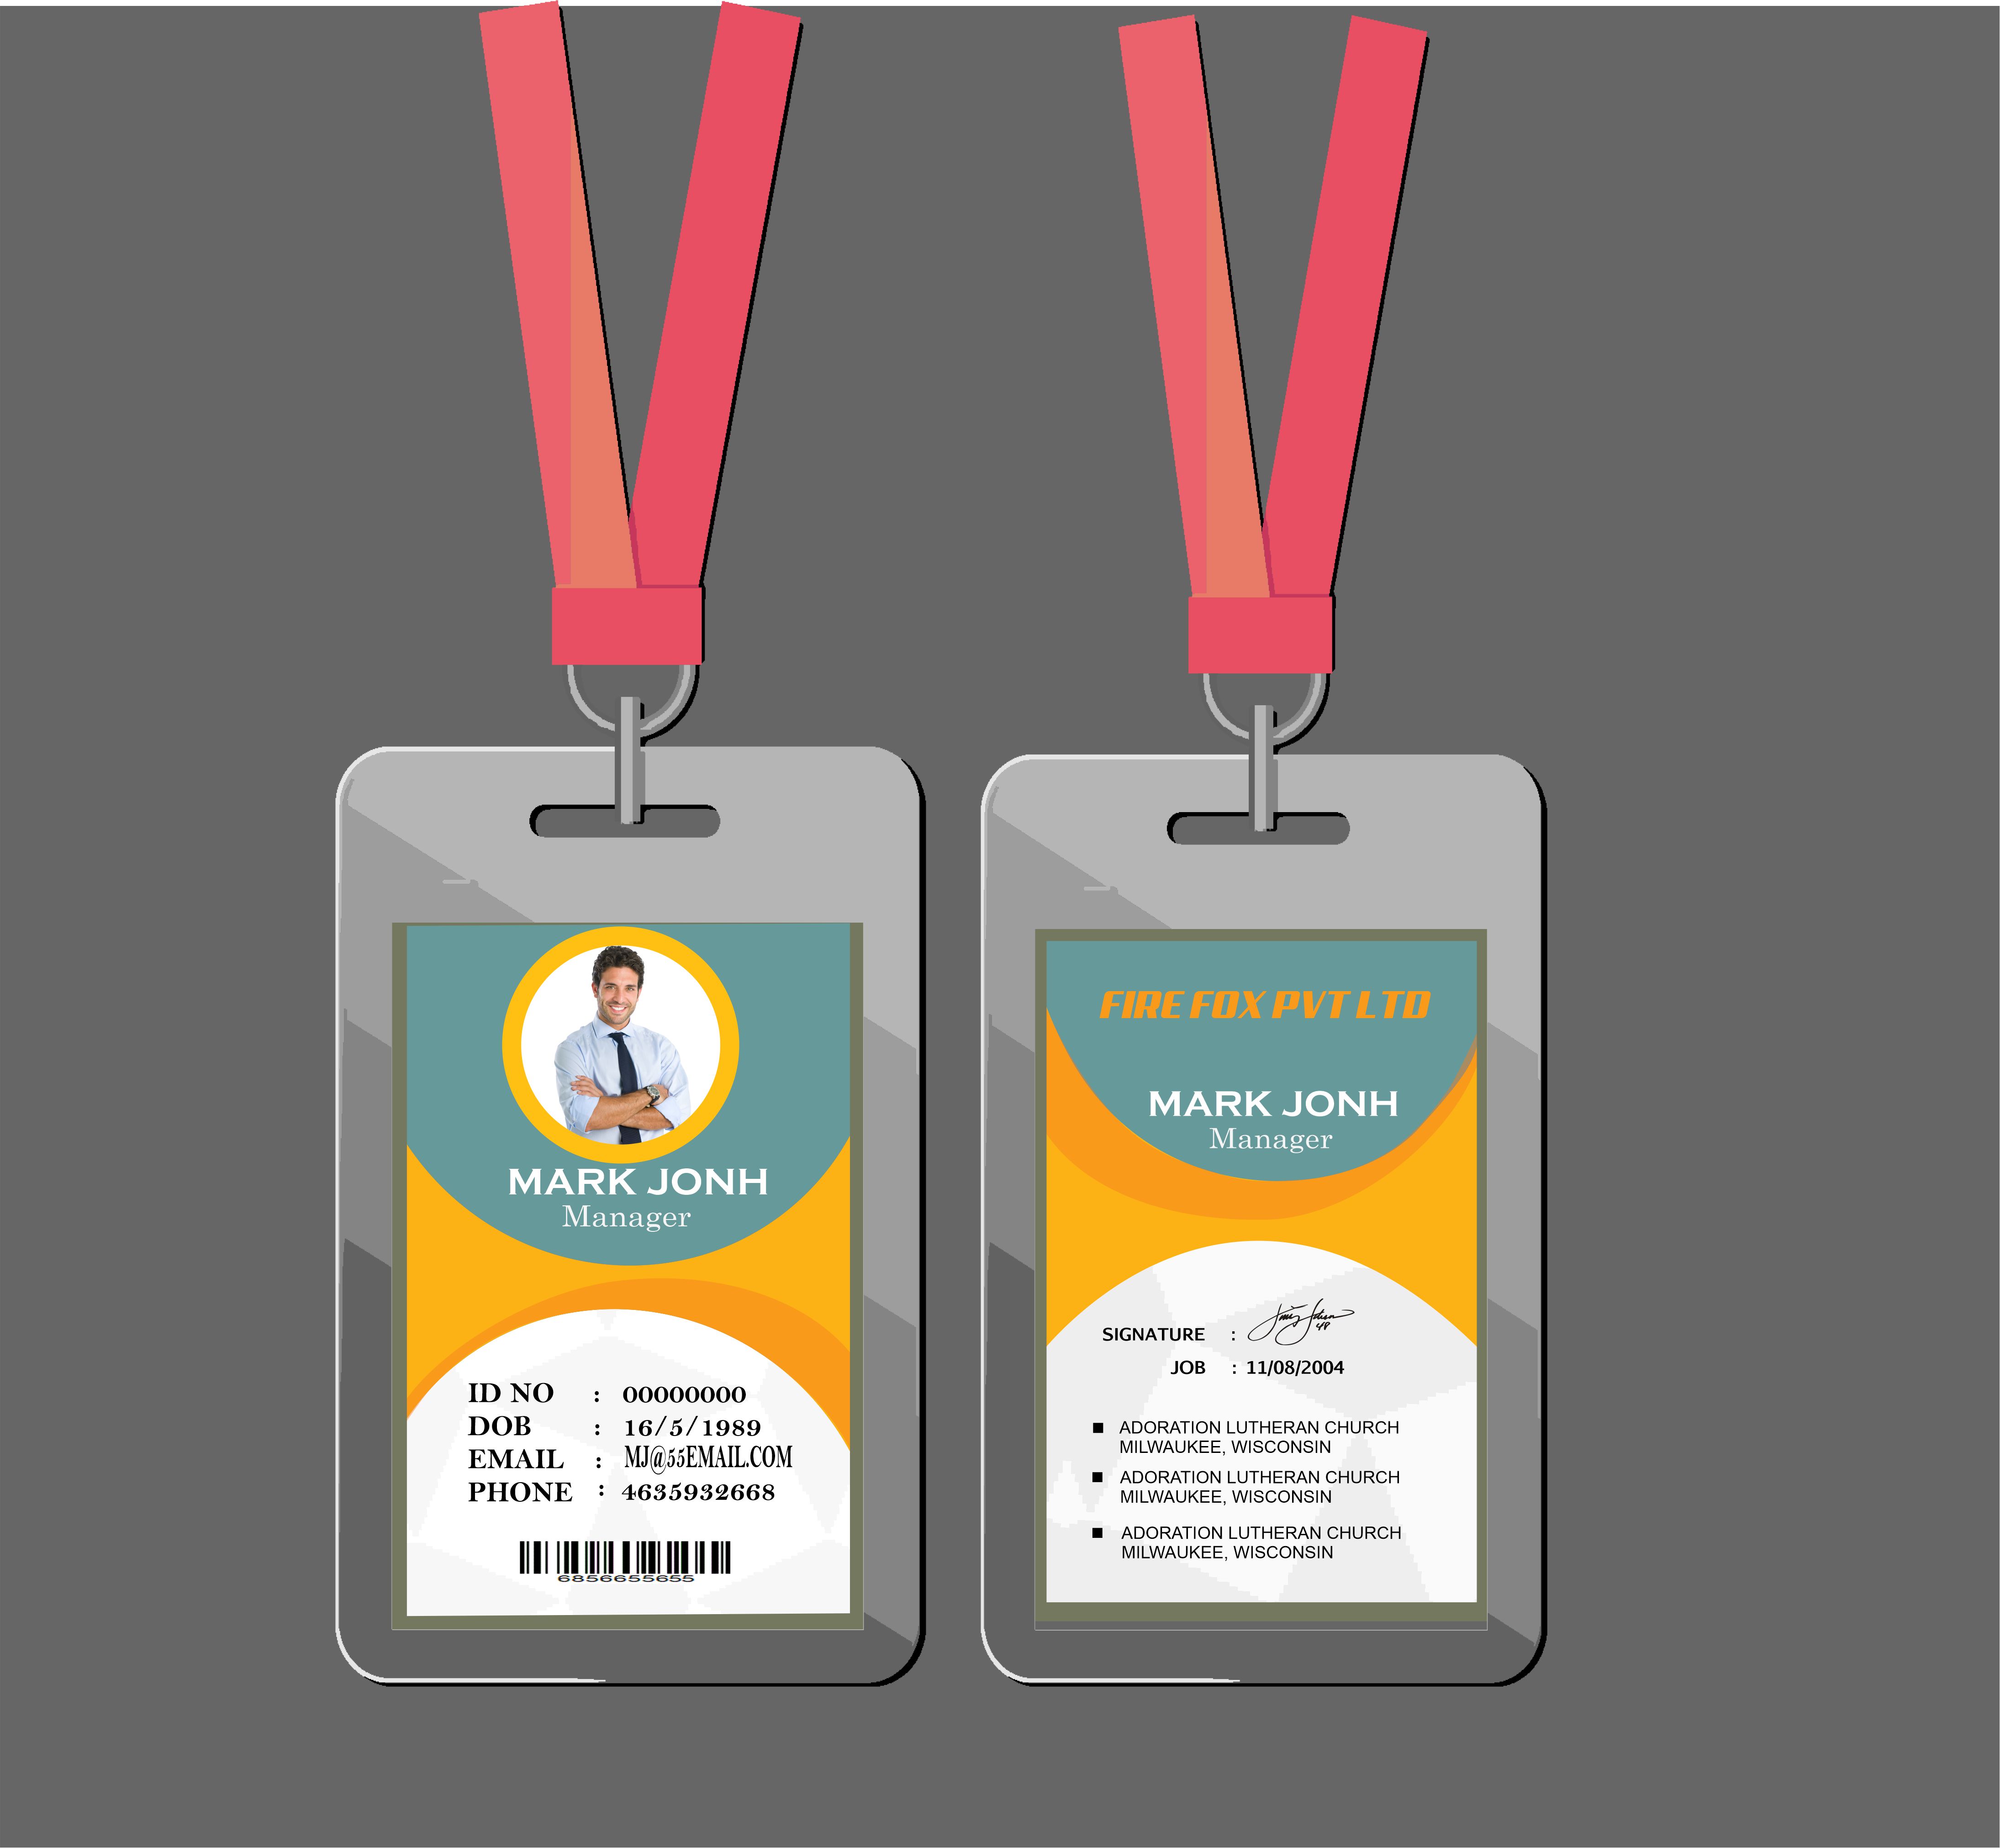 MARK JONH
Manager
ID NO : 00000000
DOB : 16/5/1989
EMAIL : MJ@55EMAIL.COM
PHONE : 4635932668
6856655655
FIRE FOX PVT LTD
MARK JONH
Manager
SIGNATURE :
JOB : 11/08/2004
ADORATION LUTHERAN CHURCH
MILWAUKEE, WISCONSIN
ADORATION LUTHERAN CHURCH
MILWAUKEE, WISCONSIN
ADORATION LUTHERAN CHURCH
MILWAUKEE, WISCONSIN